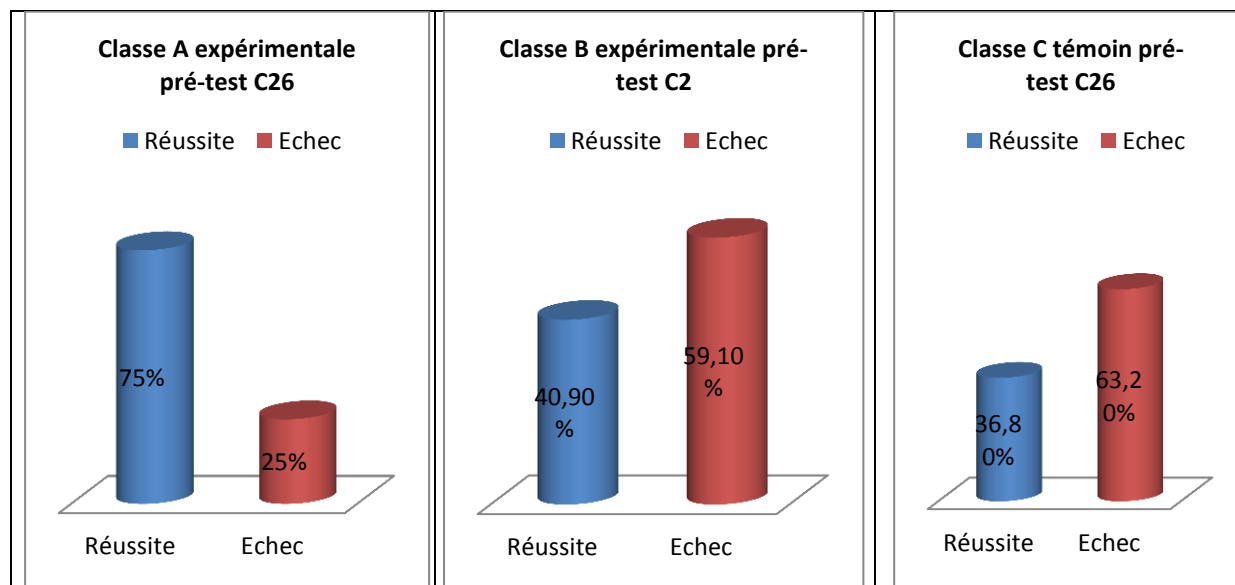 Classe A expérimentale
pré-test C26
Réussite Echec
75%
25%
Réussite Echec
Classe B expérimentale pré-
test C2
Réussite Echec
40,90
%
59,10
%
Réussite Echec
Classe C témoin pré-
test C26
Réussite Echec
36,8
0%
63,2
0%
Réussite Echec